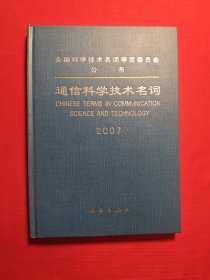 全国科学技术名词审定委员会
公布
通信科学技术名词
CHINESE TERMS IN COMMUNICATION
SCIENCE AND TECHNOLOGY
2007